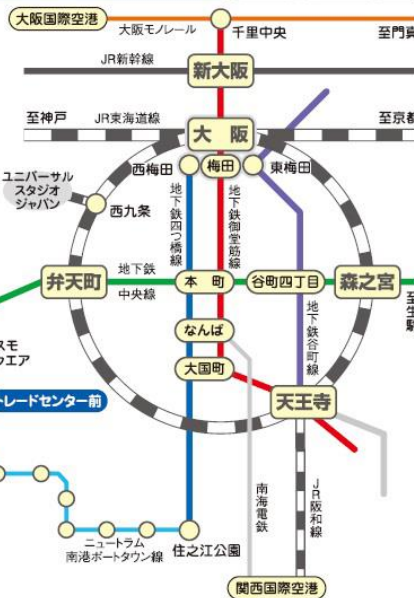 大阪国際空港
大阪モノレール
千里中央
至門真
JR新幹線
新大阪
至神戸
JR東海道線
至京都
大阪
西梅田
梅田
東梅田
ユニバーサル
スタジオ
ジャパン
西九条
地下鉄四つ橋線
地下鉄御堂筋線
弁天町
地下鉄
中央線
本町
谷町四丁目
森之宮
至生駒
地下鉄谷町線
なんば
スモ
ウエア
大国町
トレードセンター前
天王寺
南海電鉄
JR阪和線
ニュートラム
南港ポートタウン線
住之江公園
関西国際空港